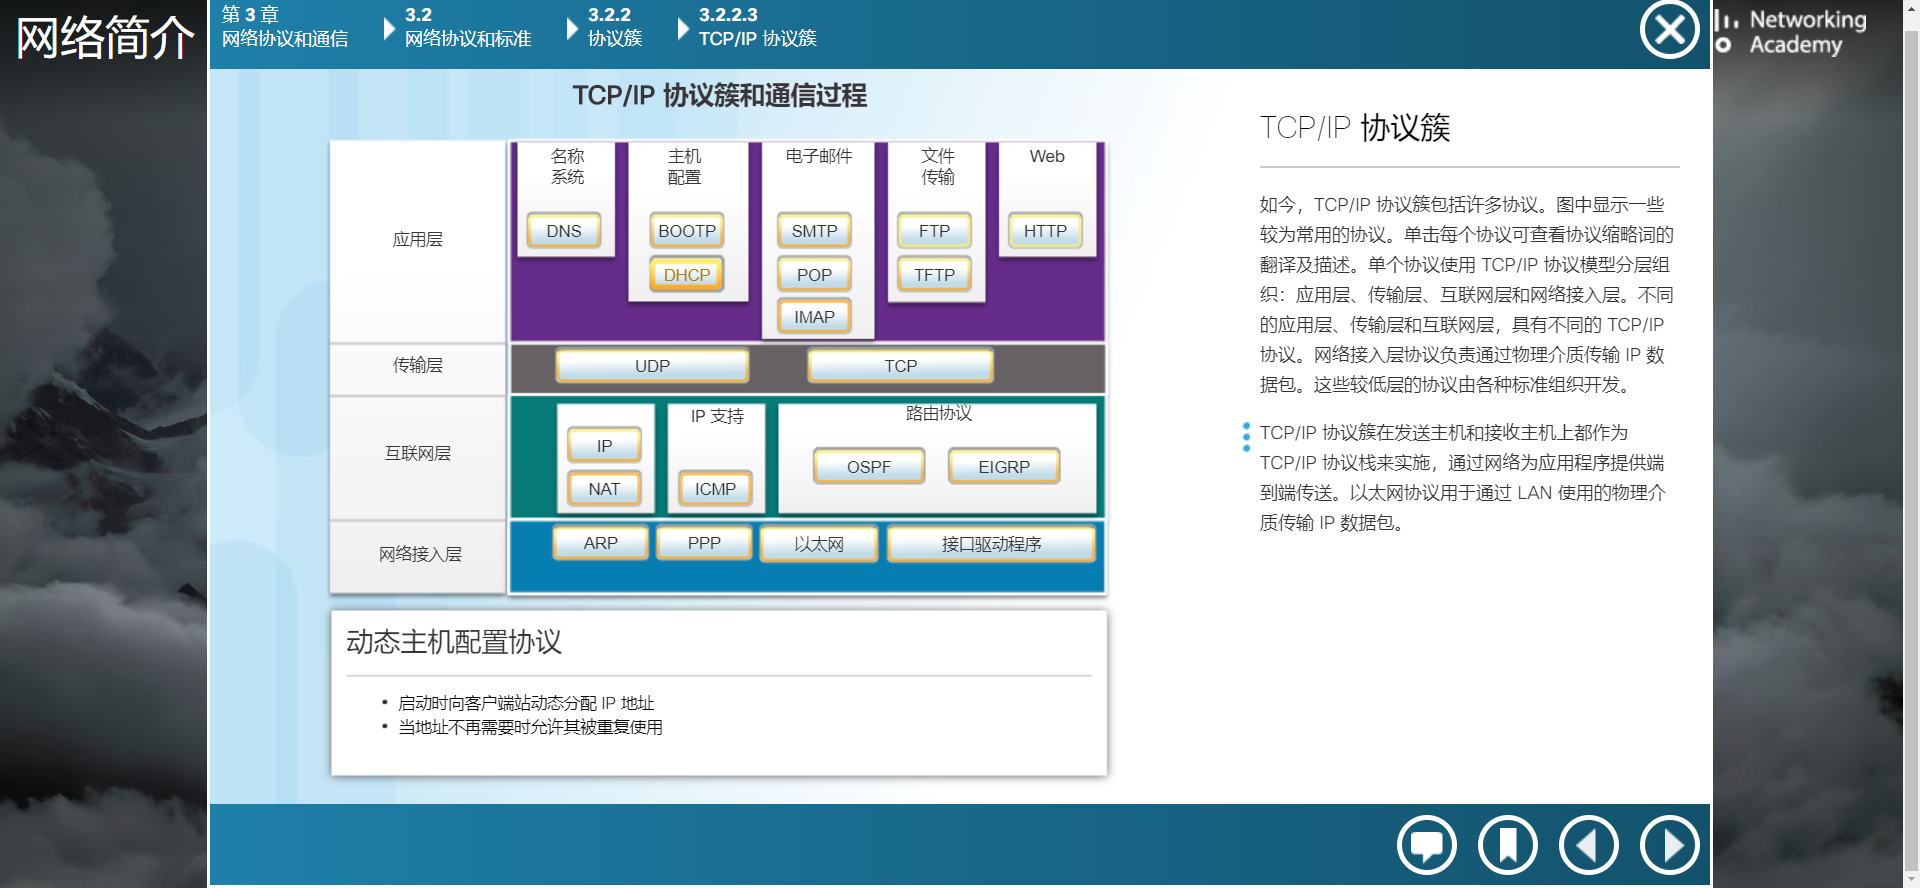 网络简介
第 3 章
网络协议和通信
3.2
网络协议和标准
3.2.2
协议簇
3.2.2.3
TCP/IP 协议簇
Networking
Academy
TCP/IP 协议簇和通信过程
应用层
名称
系统
DNS
主机
配置
BOOTP
DHCP
电子邮件
SMTP
POP
IMAP
文件
传输
FTP
TFTP
Web
HTTP
传输层
UDP
TCP
互联网层
IP
NAT
IP 支持
ICMP
路由协议
OSPF
EIGRP
网络接入层
ARP
PPP
以太网
接口驱动程序
动态主机配置协议
• 启动时向客户端站动态分配 IP 地址
• 当地址不再需要时允许其被重复使用
TCP/IP 协议簇
如今，TCP/IP 协议簇包括许多协议。图中显示一些
较为常用的协议。单击每个协议可查看协议缩略词的
翻译及描述。单个协议使用 TCP/IP 协议模型分层组
织：应用层、传输层、互联网层和网络接入层。不同
的应用层、传输层和互联网层，具有不同的 TCP/IP
协议。网络接入层协议负责通过物理介质传输 IP 数
据包。这些较低层的协议由各种标准组织开发。
TCP/IP 协议簇在发送主机和接收主机上都作为
TCP/IP 协议栈来实施，通过网络为应用程序提供端
到端传送。以太网协议用于通过 LAN 使用的物理介
质传输 IP 数据包。